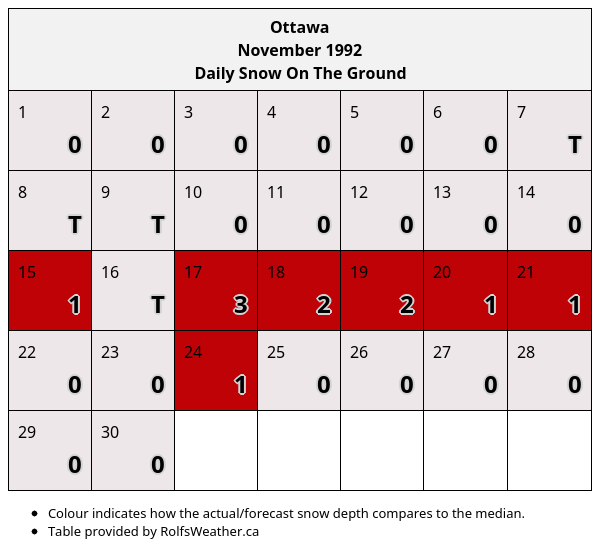 Ottawa
November 1992
Daily Snow On The Ground
1 2 3 4 5 6 7
0 0 0 0 0 0 T
8 9 10 11 12 13 14
T T 0 0 0 0 0
15 16 17 18 19 20 21
1 T 3 2 2 1 1
22 23 24 25 26 27 28
0 0 1 0 0 0 0
29 30
0 0
• Colour indicates how the actual/forecast snow depth compares to the median.
• Table provided by RolfsWeather.ca